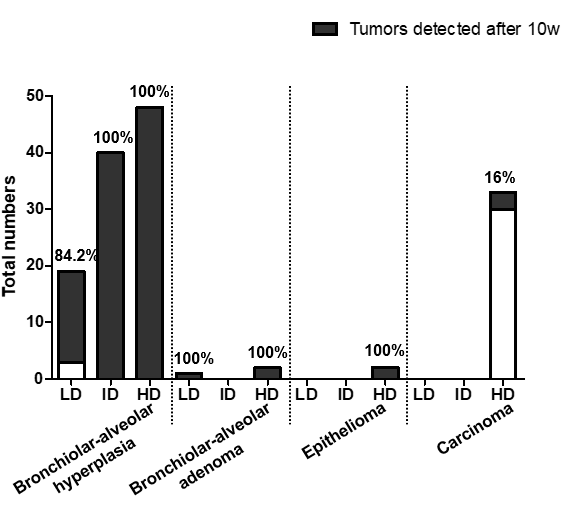 Tumors detected after 10w
Total numbers
50
40
30
20
10
0
84.2%
100%
100%
100%
100%
100%
16%
LD ID HD LD ID HD LD ID HD LD ID HD
Bronchiolar-alveolar
hyperplasia
Bronchiolar-alveolar
adenoma
Epithelioma
Carcinoma